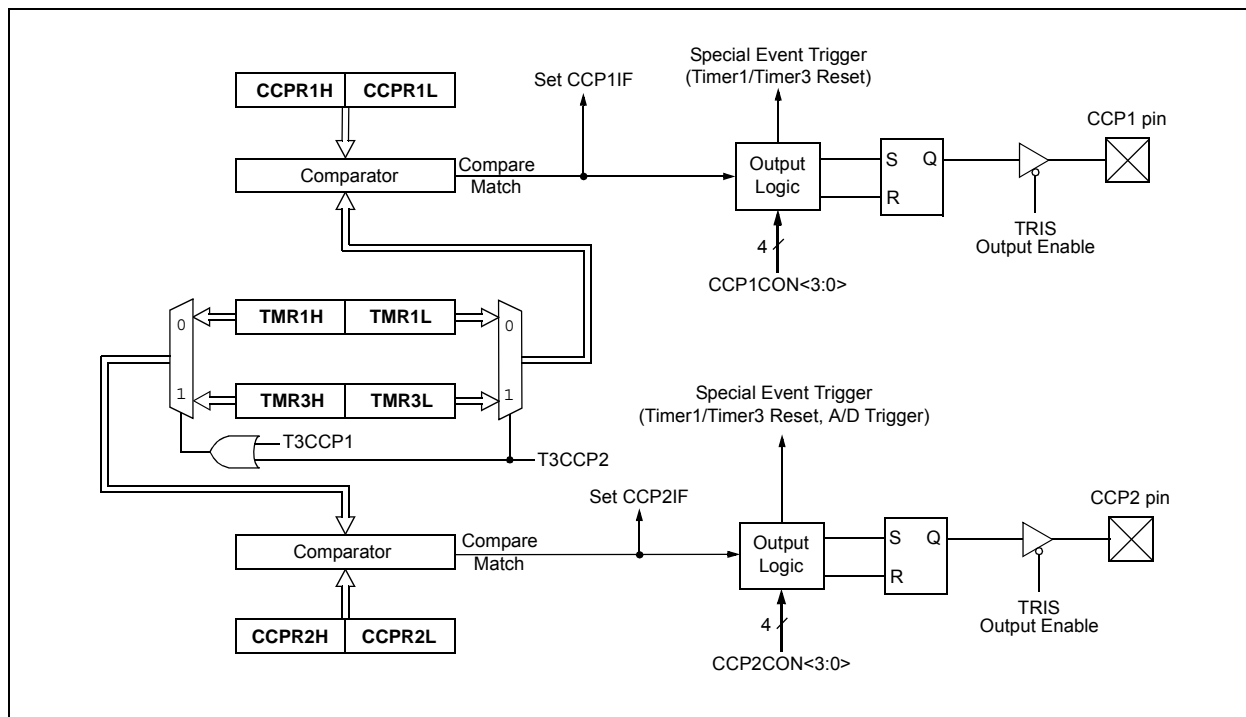 CCPR1H CCPR1L
Set CCP1IF
Special Event Trigger
(Timer1/Timer3 Reset)
CCP1 pin
Comparator
Compare
Match
Output
Logic
S Q
R
TRIS
Output Enable
4
CCP1CON<3:0>
0
TMR1H TMR1L
0
1
TMR3H TMR3L
1
T3CCP1
T3CCP2
Special Event Trigger
(Timer1/Timer3 Reset, A/D Trigger)
Set CCP2IF
CCP2 pin
Comparator
Compare
Match
Output
Logic
S Q
R
TRIS
Output Enable
4
CCP2CON<3:0>
CCPR2H CCPR2L